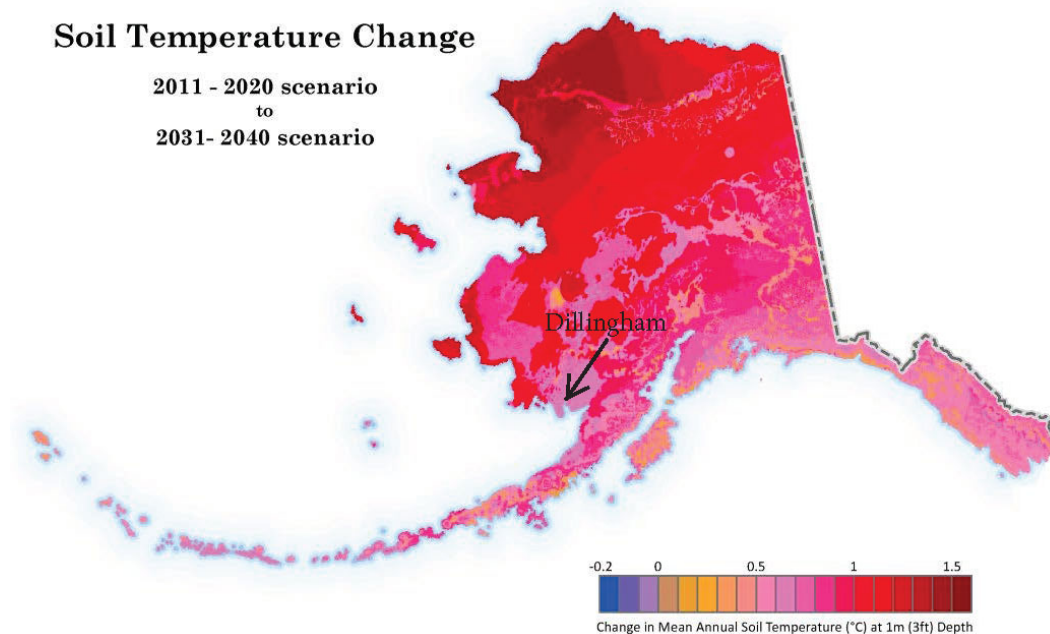 Soil Temperature Change
2011 - 2020 scenario
to
2031- 2040 scenario
Dillingham
-0.2 0 0.5 1 1.5
Change in Mean Annual Soil Temperature (°C) at 1m (3ft) Depth